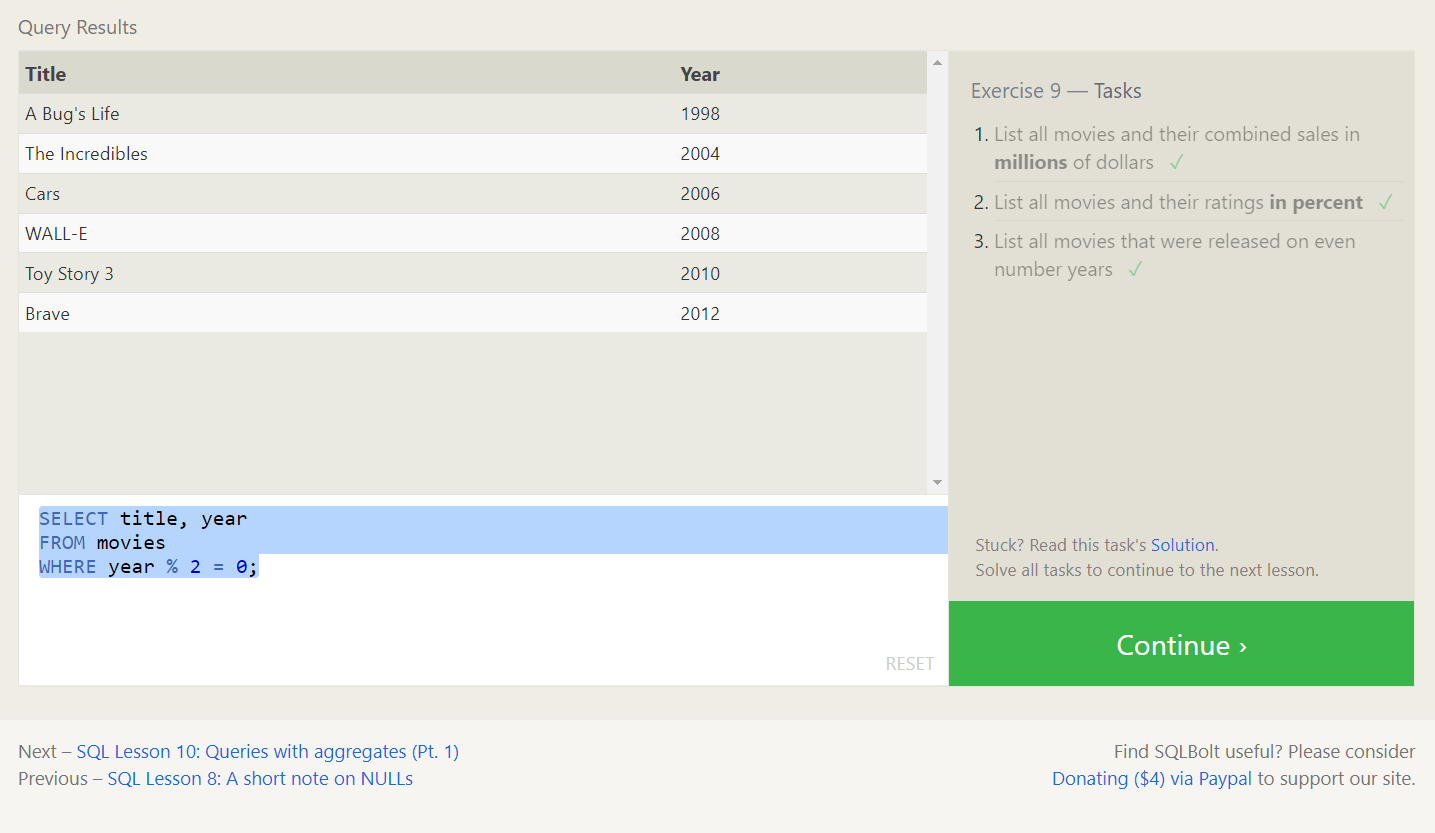 Query Results
Title Year
A Bug's Life 1998
The Incredibles 2004
Cars 2006
WALL-E 2008
Toy Story 3 2010
Brave 2012
SELECT title, year
FROM movies
WHERE year % 2 = 0;
RESET
Exercise 9 — Tasks
1. List all movies and their combined sales in
millions of dollars ✓
2. List all movies and their ratings in percent ✓
3. List all movies that were released on even
number years ✓
Stuck? Read this task's Solution.
Solve all tasks to continue to the next lesson.
Continue ›
Next – SQL Lesson 10: Queries with aggregates (Pt. 1)
Previous – SQL Lesson 8: A short note on NULLs
Find SQLBolt useful? Please consider
Donating ($4) via Paypal to support our site.